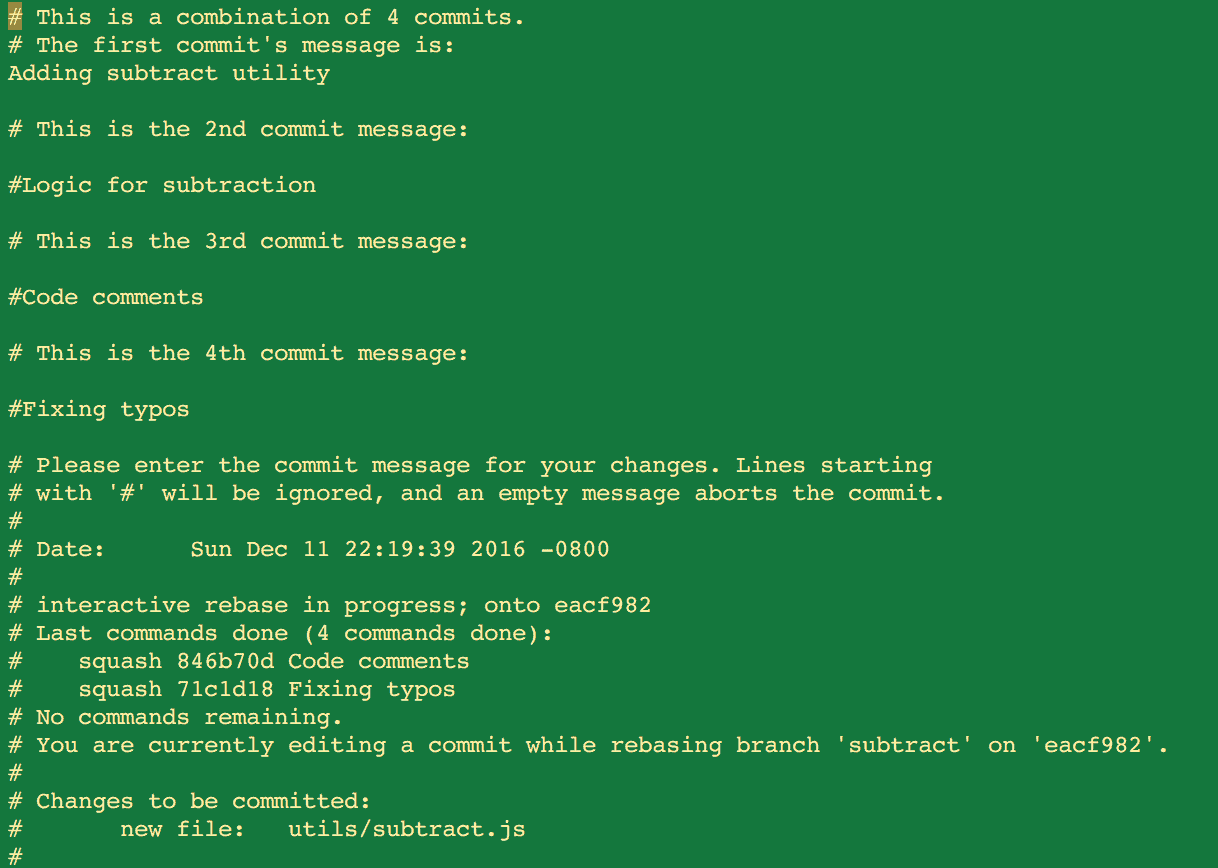 # This is a combination of 4 commits.
# The first commit's message is:
Adding subtract utility
# This is the 2nd commit message:
#Logic for subtraction
# This is the 3rd commit message:
#Code comments
# This is the 4th commit message:
#Fixing typos
# Please enter the commit message for your changes. Lines starting
# with '#' will be ignored, and an empty message aborts the commit.
#
# Date:      Sun Dec 11 22:19:39 2016 -0800
#
# interactive rebase in progress; onto eacf982
# Last commands done (4 commands done):
#    squash 846b70d Code comments
#    squash 71c1d18 Fixing typos
# No commands remaining.
# You are currently editing a commit while rebasing branch 'subtract' on 'eacf982'.
#
# Changes to be committed:
#       new file:   utils/subtract.js
#